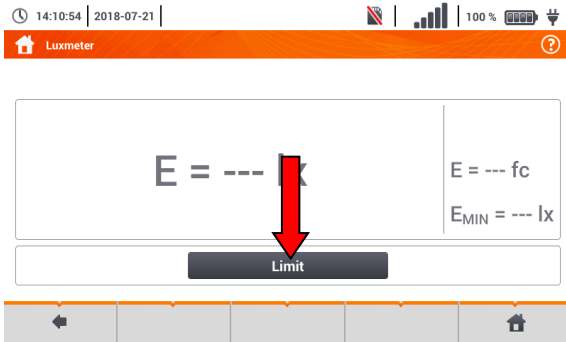 14:10:54 2018-07-21 100 %
Luxmeter ?
E = --- lx
E = --- fc
EMIN = --- lx
Limit